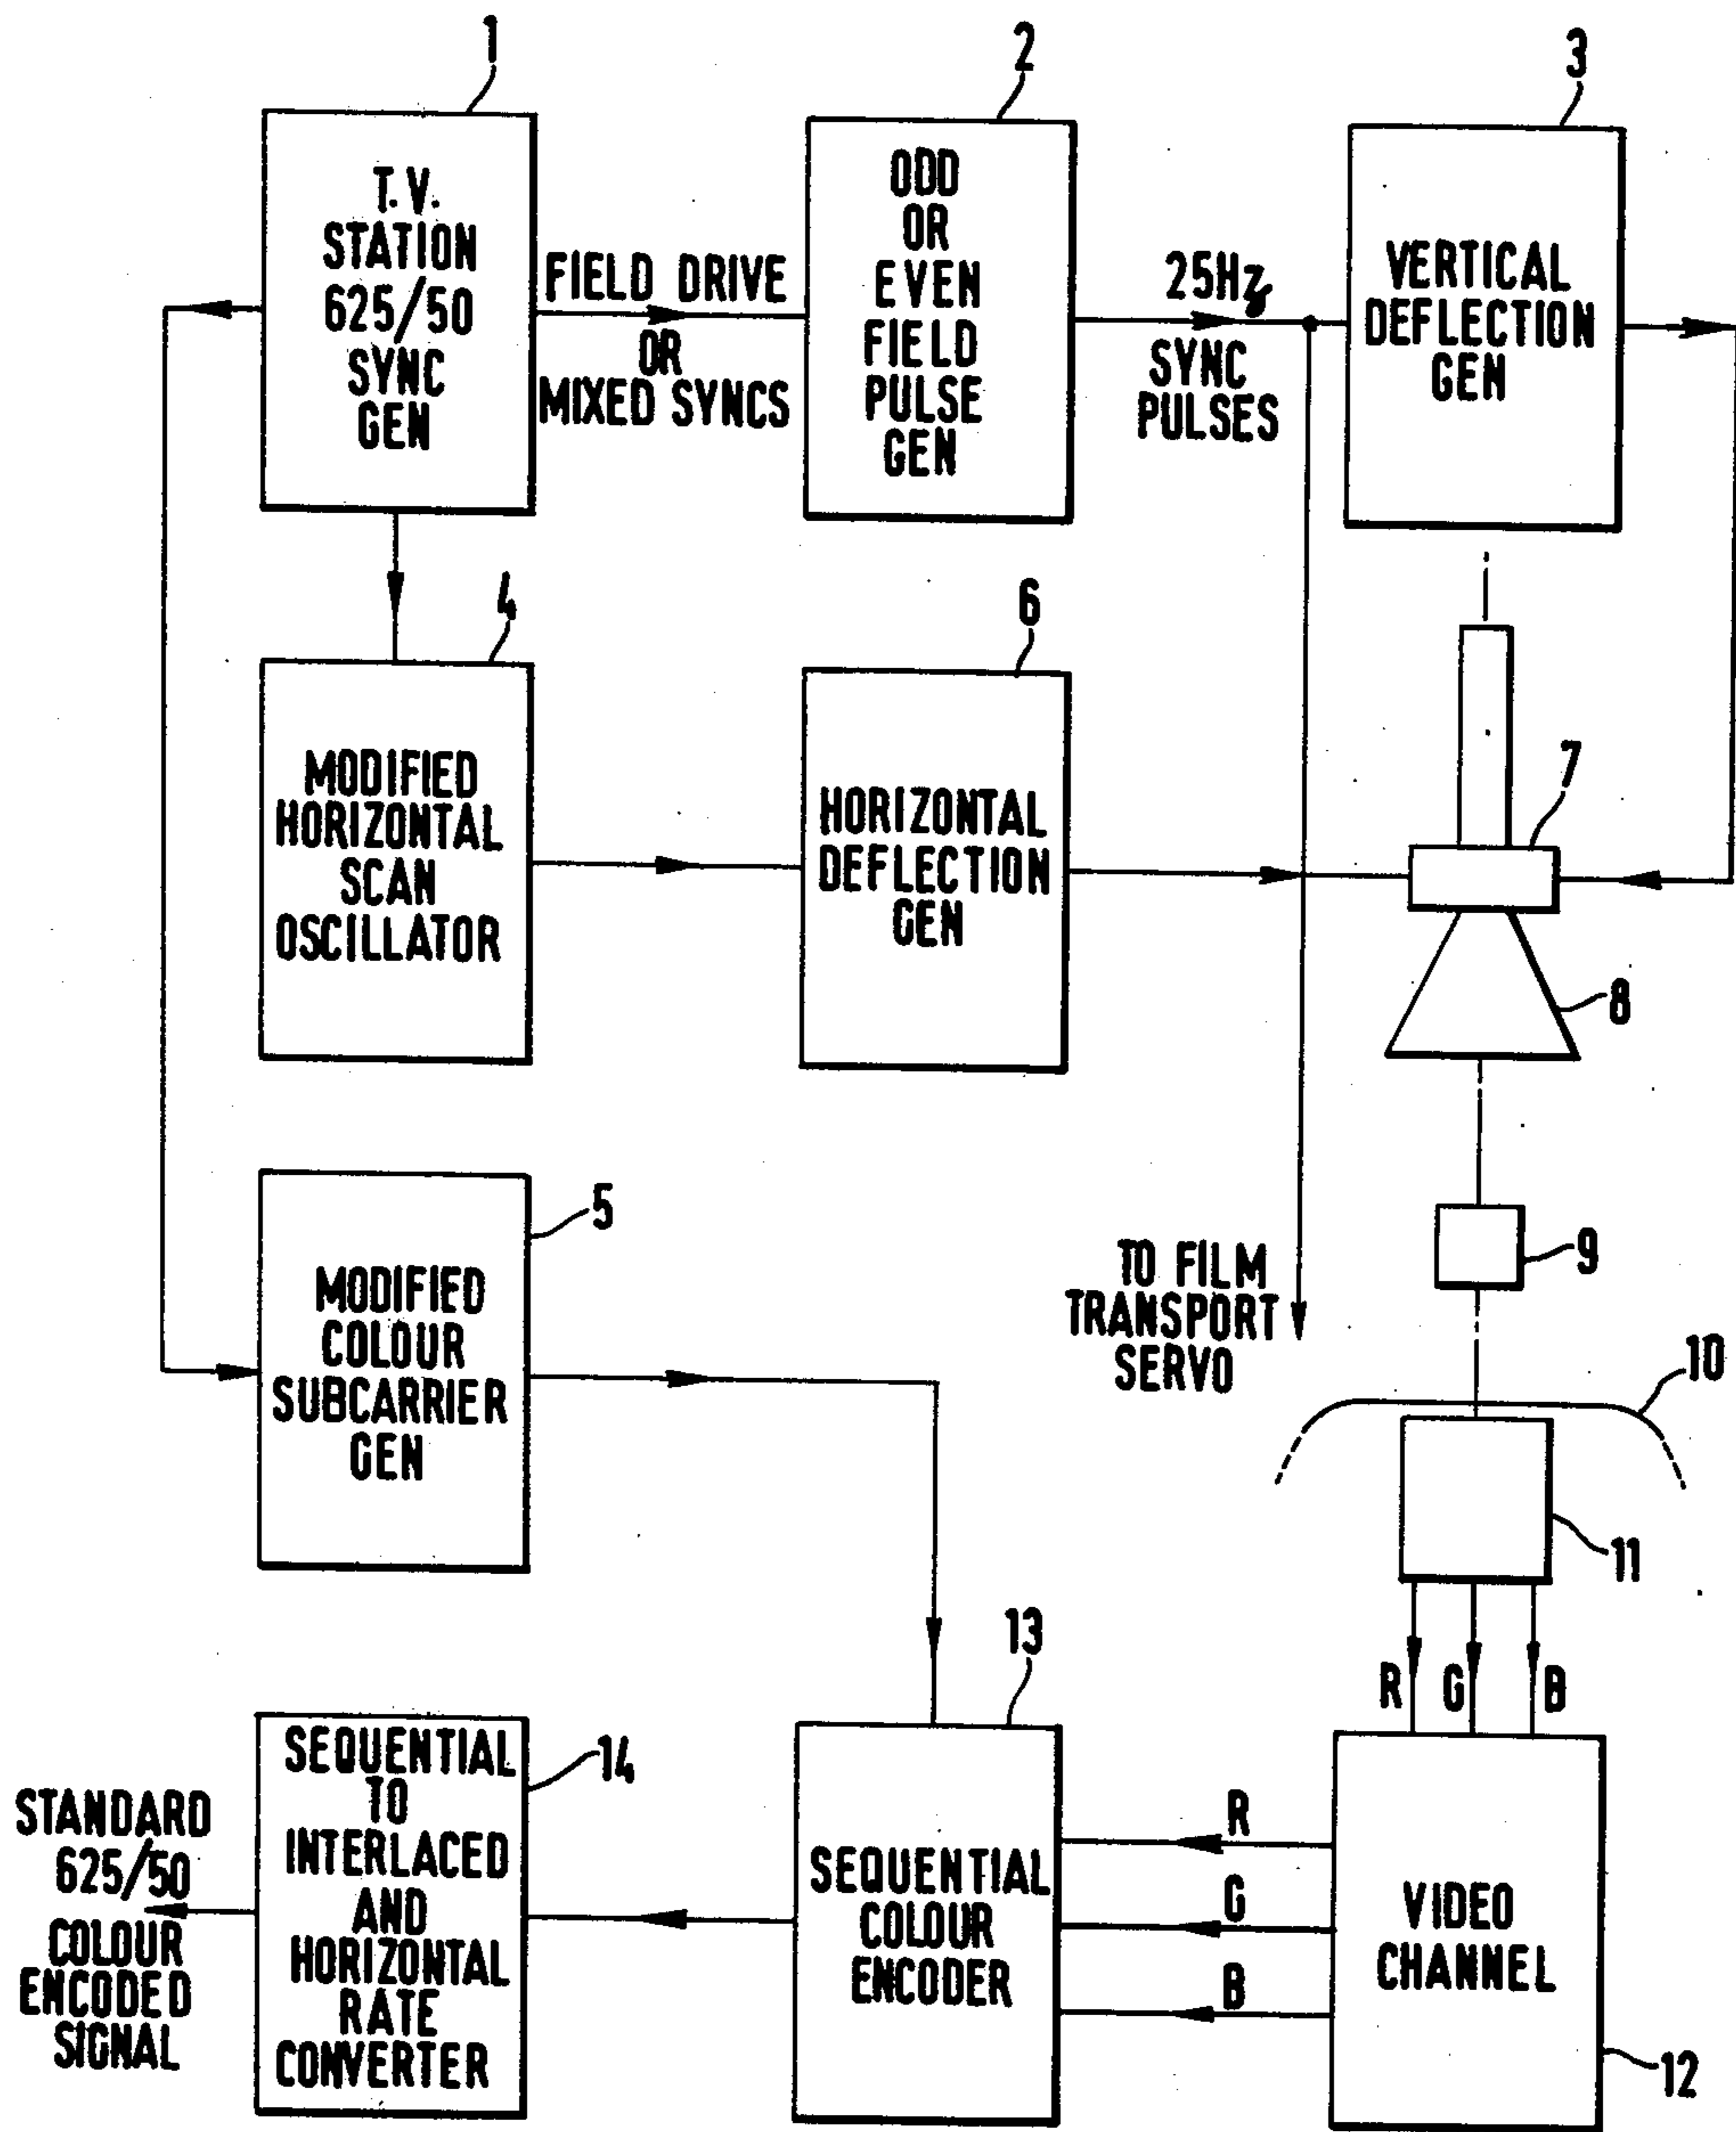 1
T.V.
STATION
625/50
SYNC
GEN
FIELD DRIVE
OR
MIXED SYNCS
2
ODD
OR
EVEN
FIELD
PULSE
GEN
25Hz
SYNC
PULSES
3
VERTICAL
DEFLECTION
GEN
4
MODIFIED
HORIZONTAL
SCAN
OSCILLATOR
6
HORIZONTAL
DEFLECTION
GEN
7
8
5
MODIFIED
COLOUR
SUBCARRIER
GEN
TO FILM
TRANSPORT
SERVO
9
10
11
R G B
STANDARD
625/50
COLOUR
ENCODED
SIGNAL
14
SEQUENTIAL
TO
INTERLACED
AND
HORIZONTAL
RATE
CONVERTER
13
SEQUENTIAL
COLOUR
ENCODER
R
G
B
VIDEO
CHANNEL
12